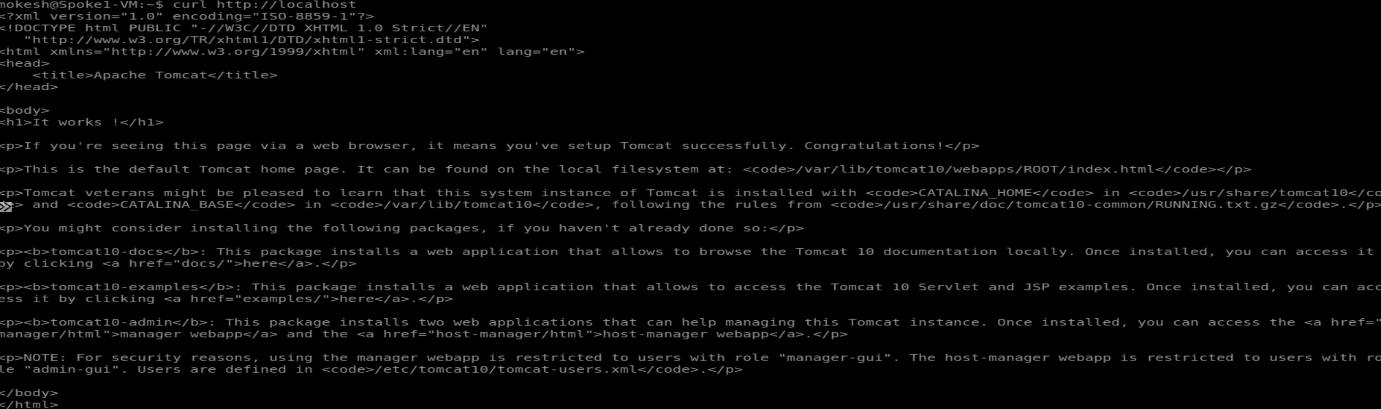 mokesh@Spoke1-VM:~$ curl http://localhost
<?xml version="1.0" encoding="ISO-8859-1"?>
<!DOCTYPE html PUBLIC "-//W3C//DTD XHTML 1.0 Strict//EN"
    "http://www.w3.org/TR/xhtml1/DTD/xhtml1-strict.dtd">
<html xmlns="http://www.w3.org/1999/xhtml" xml:lang="en" lang="en">
<head>
    <title>Apache Tomcat</title>
</head>

<body>
<h1>It works !</h1>

<p>If you're seeing this page via a web browser, it means you've setup Tomcat successfully. Congratulations!</p>

<p>This is the default Tomcat home page. It can be found on the local filesystem at: <code>/var/lib/tomcat10/webapps/ROOT/index.html</code></p>

<p>Tomcat veterans might be pleased to learn that this system instance of Tomcat is installed with <code>CATALINA_HOME</code> in <code>/usr/share/tomcat10</co
> and <code>CATALINA_BASE</code> in <code>/var/lib/tomcat10</code>, following the rules from <code>/usr/share/doc/tomcat10-common/RUNNING.txt.gz</code>.</p>

<p>You might consider installing the following packages, if you haven't already done so:</p>

<p><b>tomcat10-docs</b>: This package installs a web application that allows to browse the Tomcat 10 documentation locally. Once installed, you can access it
by clicking <a href="docs/">here</a>.</p>

<p><b>tomcat10-examples</b>: This package installs a web application that allows to access the Tomcat 10 Servlet and JSP examples. Once installed, you can acc
ess it by clicking <a href="examples/">here</a>.</p>

<p><b>tomcat10-admin</b>: This package installs two web applications that can help managing this Tomcat instance. Once installed, you can access the <a href="
manager/html">manager webapp</a> and the <a href="host-manager/html">host-manager webapp</a>.</p>

<p>NOTE: For security reasons, using the manager webapp is restricted to users with role "manager-gui". The host-manager webapp is restricted to users with ro
le "admin-gui". Users are defined in <code>/etc/tomcat10/tomcat-users.xml</code>.</p>

</body>
</html>